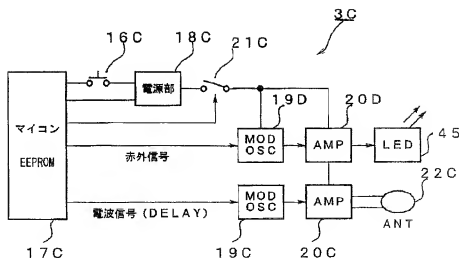 3C
16C
18C
21C
電源部
19D
20D
マイコン
EEPROM
MOD
OSC
AMP
LED
45
赤外信号
22C
MOD
OSC
AMP
電波信号(DELAY)
ANT
17C
19C
20C